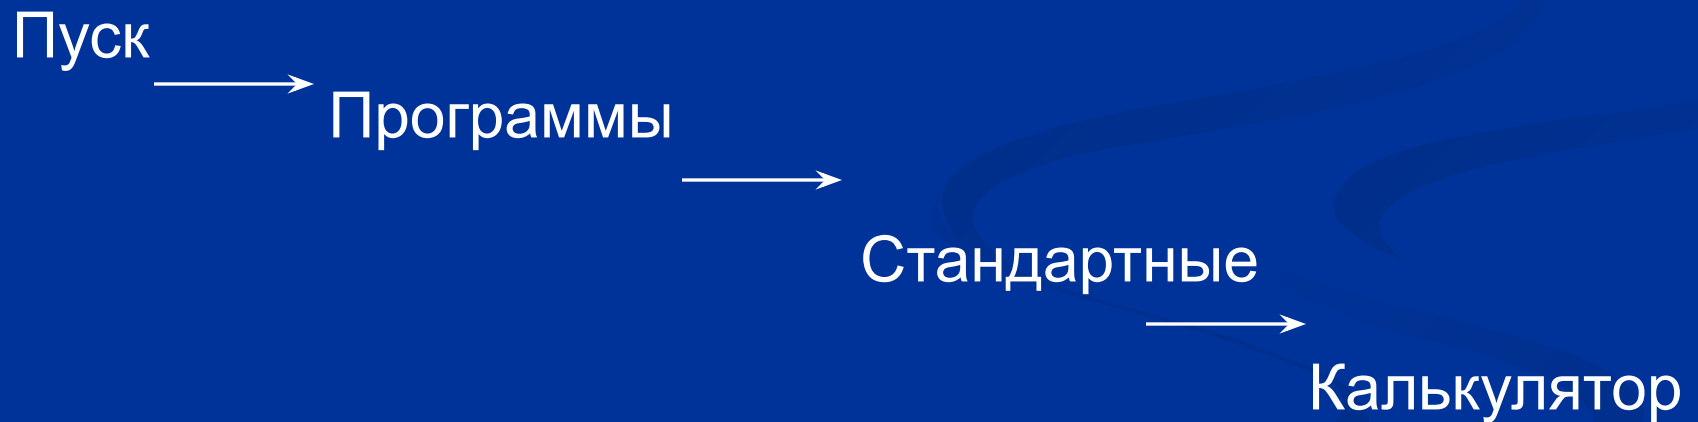 Пуск
Программы
Стандартные
Калькулятор